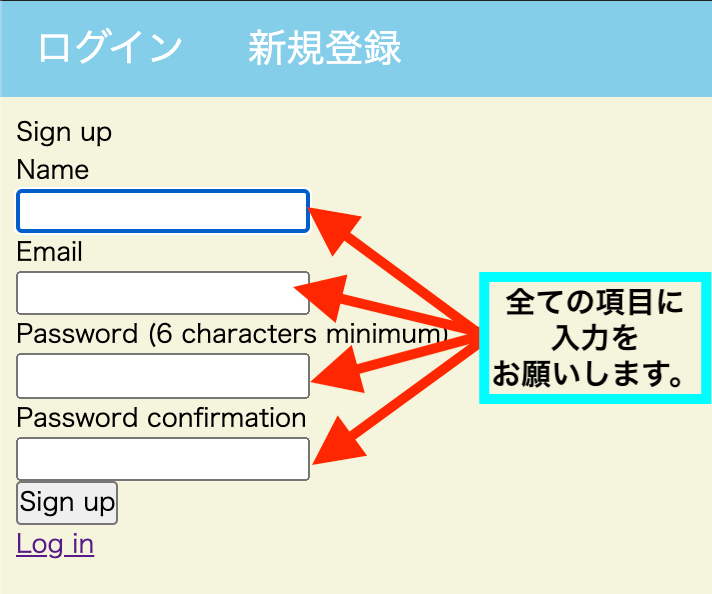 ログイン 新規登録
Sign up
Name
Email
Password (6 characters minimum)
Password confirmation
Sign up
Log in
全ての項目に
入力を
お願いします。